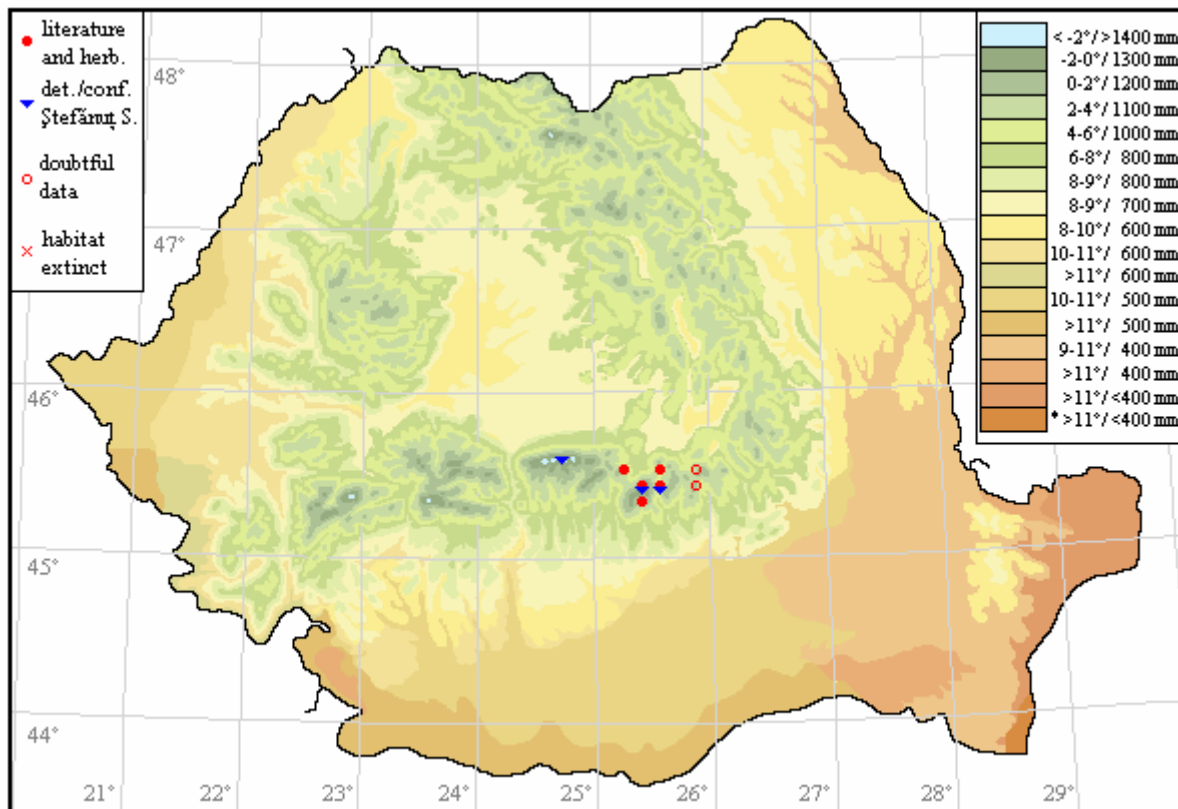 literature
and herb.
det./conf.
Ştefănuţ S.
doubtful
data
habitat
extinct
< -2°/>1400 mm
-2-0°/1300 mm
0-2°/1200 mm
2-4°/1100 mm
4-6°/1000 mm
6-8°/ 800 mm
8-9°/ 800 mm
8-9°/ 700 mm
8-10°/ 600 mm
10-11°/ 600 mm
>11°/ 600 mm
10-11°/ 500 mm
>11°/ 500 mm
9-11°/ 400 mm
>11°/ 400 mm
>11°/<400 mm
* >11°/<400 mm
48°
47°
46°
45°
44°
21°
22°
23°
24°
25°
26°
27°
28°
29°